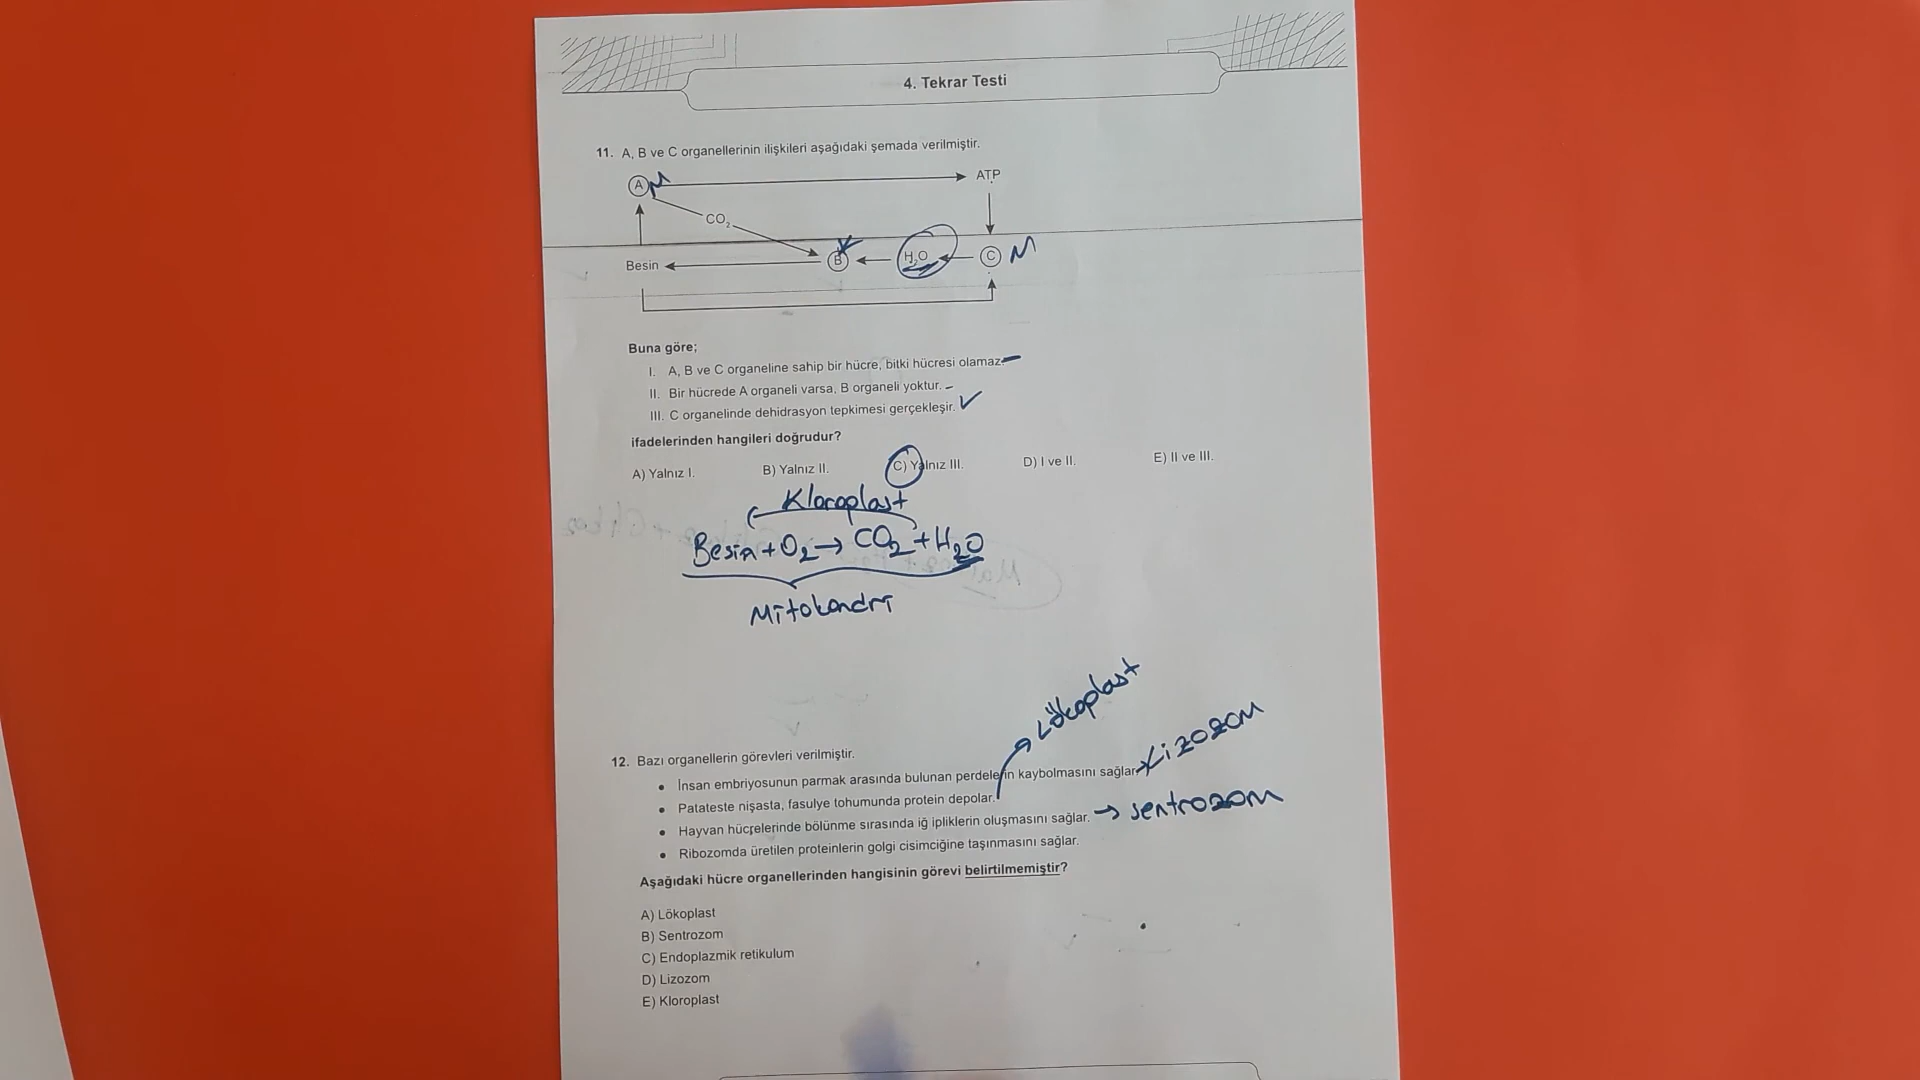 4. Tekrar Testi
11. A, B ve C organellerinin ilişkileri aşağıdaki şemada verilmiştir.
A M ATP
CO2
Besin B K H2O C M
Buna göre;
I. A, B ve C organeline sahip bir hücre, bitki hücresi olamaz. -
II. Bir hücrede A organeli varsa, B organeli yoktur. -
III. C organelinde dehidrasyon tepkimesi gerçekleşir. ✓
ifadelerinden hangileri doğrudur?
A) Yalnız I. B) Yalnız II. C) Yalnız III. D) I ve II. E) II ve III.
Kloroplast
Besin + O2 → CO2 + H2O
Mitokondri
Lökoplast
12. Bazı organellerin görevleri verilmiştir.
• İnsan embriyosunun parmak arasında bulunan perdelerin kaybolmasını sağlar. → Lizozom
• Patateste nişasta, fasulye tohumunda protein depolar.
• Hayvan hücrelerinde bölünme sırasında iğ ipliklerin oluşmasını sağlar. → Sentrozom
• Ribozomda üretilen proteinlerin golgi cisimciğine taşınmasını sağlar.
Aşağıdaki hücre organellerinden hangisinin görevi belirtilmemiştir?
A) Lökoplast
B) Sentrozom
C) Endoplazmik retikulum
D) Lizozom
E) Kloroplast